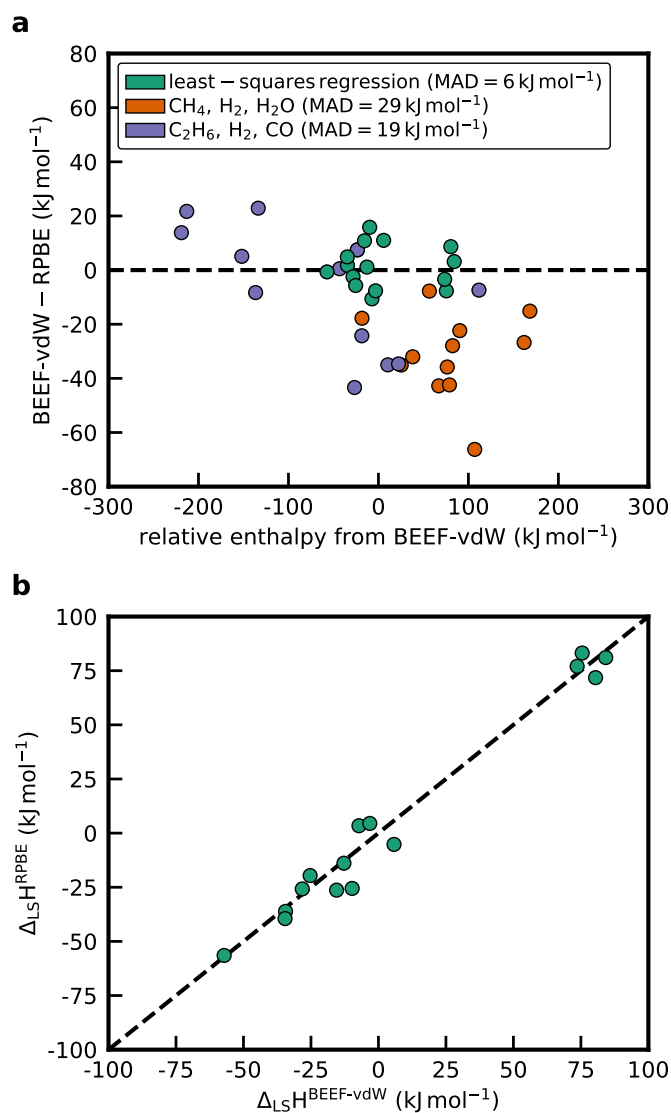 a
least−squares regression (MAD = 6 kJ mol⁻¹)
CH₄, H₂, H₂O (MAD = 29 kJ mol⁻¹)
C₂H₆, H₂, CO (MAD = 19 kJ mol⁻¹)
BEEF-vdW − RPBE (kJ mol⁻¹)
80
60
40
20
0
-20
-40
-60
-80
-300 -200 -100 0 100 200 300
relative enthalpy from BEEF-vdW (kJ mol⁻¹)
b
Δ_LS H^RPBE (kJ mol⁻¹)
100
75
50
25
0
-25
-50
-75
-100
-100 -75 -50 -25 0 25 50 75 100
Δ_LS H^BEEF-vdW (kJ mol⁻¹)